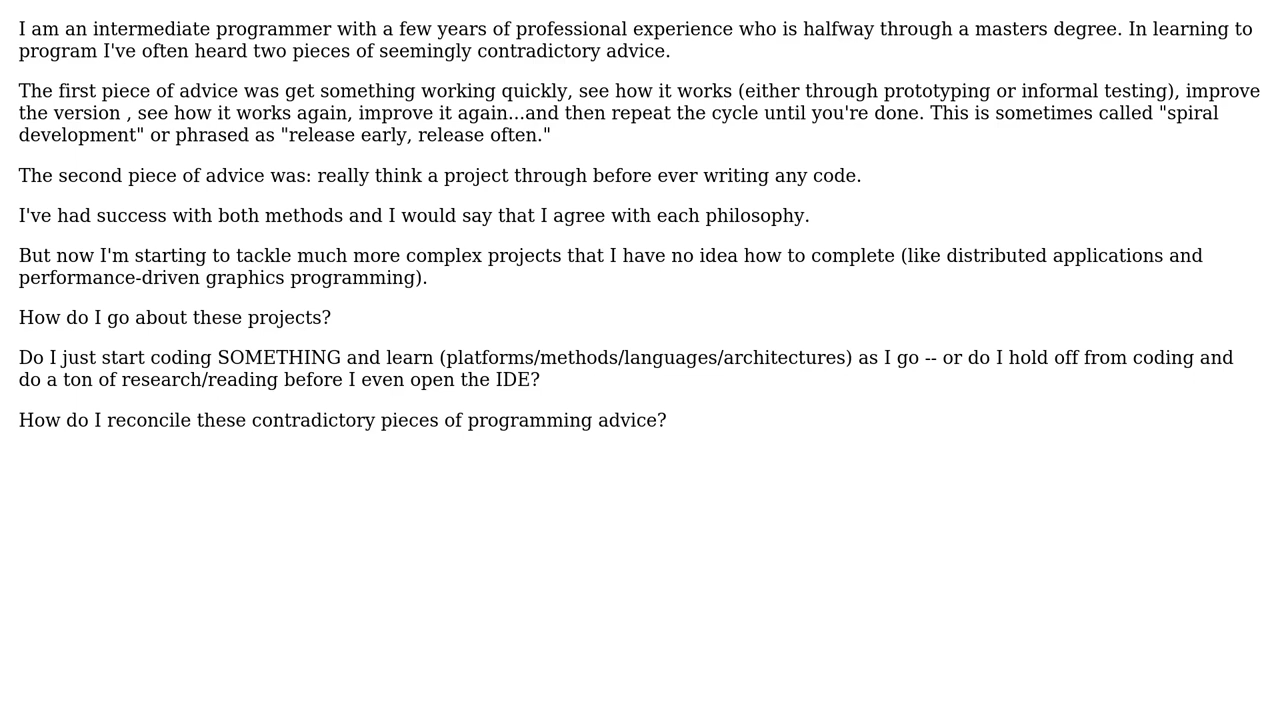 I am an intermediate programmer with a few years of professional experience who is halfway through a masters degree. In learning to
program I've often heard two pieces of seemingly contradictory advice.
The first piece of advice was get something working quickly, see how it works (either through prototyping or informal testing), improve
the version , see how it works again, improve it again...and then repeat the cycle until you're done. This is sometimes called "spiral
development" or phrased as "release early, release often."
The second piece of advice was: really think a project through before ever writing any code.
I've had success with both methods and I would say that I agree with each philosophy.
But now I'm starting to tackle much more complex projects that I have no idea how to complete (like distributed applications and
performance-driven graphics programming).
How do I go about these projects?
Do I just start coding SOMETHING and learn (platforms/methods/languages/architectures) as I go -- or do I hold off from coding and
do a ton of research/reading before I even open the IDE?
How do I reconcile these contradictory pieces of programming advice?